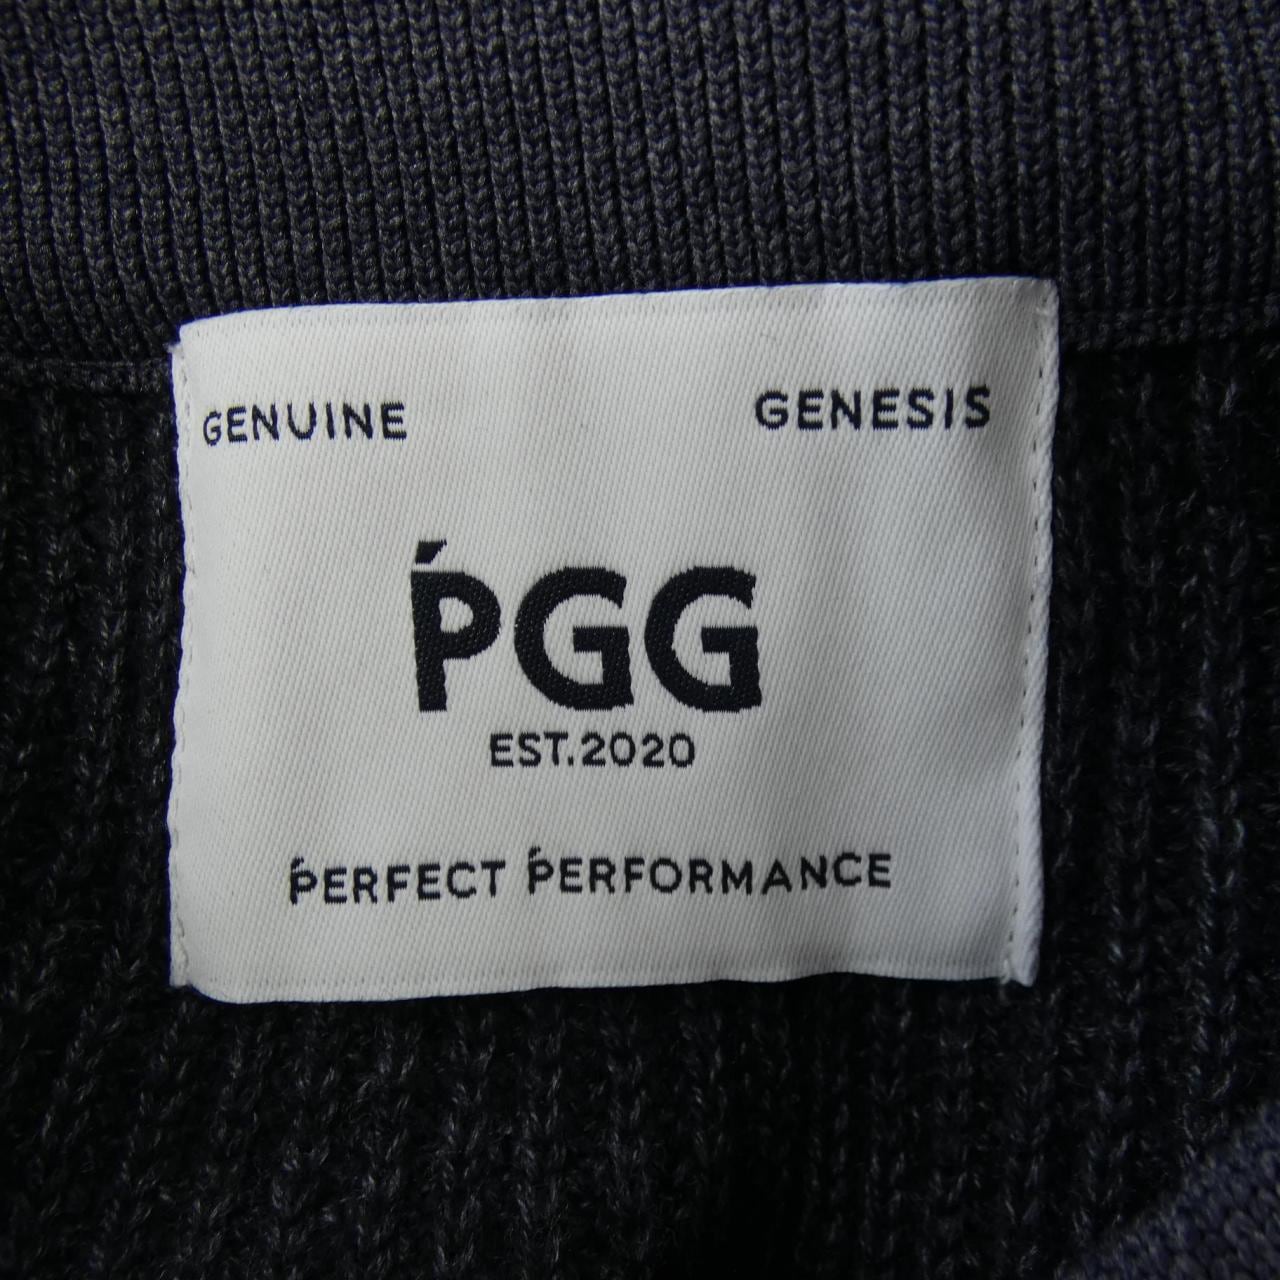 GENUINE GENESIS
ṔGG
EST.2020
ṔERFECT ṔERFORMANCE